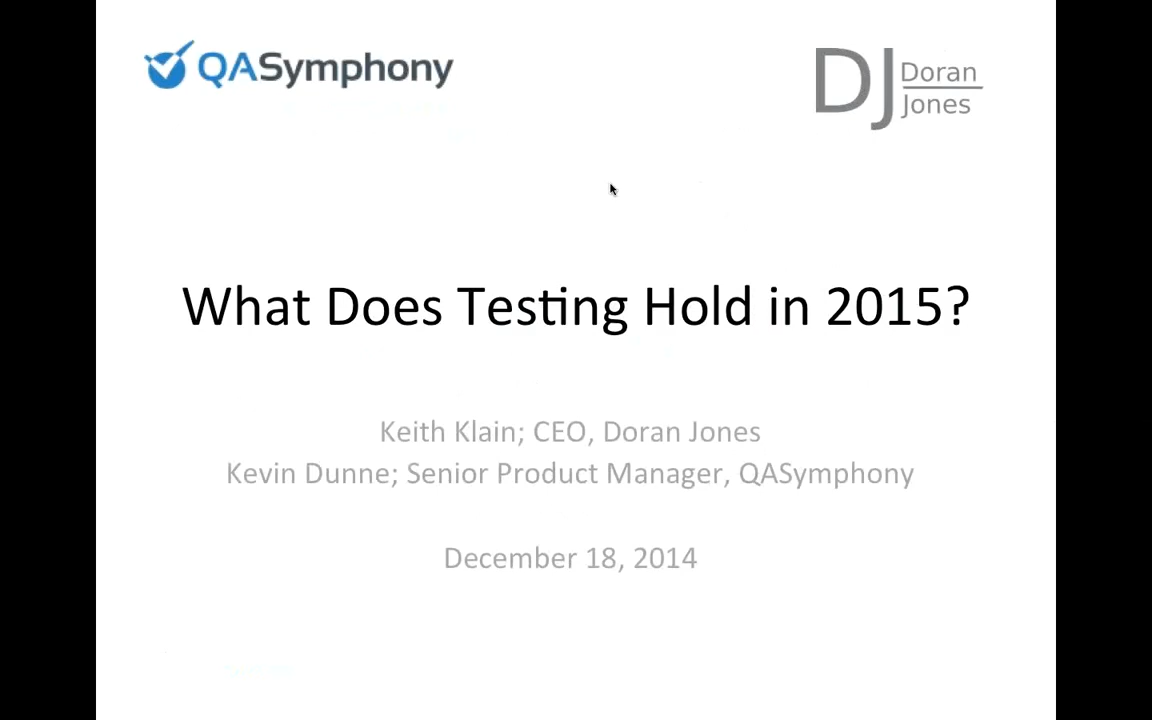 QASymphony
DJ Doran
Jones
What Does Testing Hold in 2015?
Keith Klain; CEO, Doran Jones
Kevin Dunne; Senior Product Manager, QASymphony
December 18, 2014